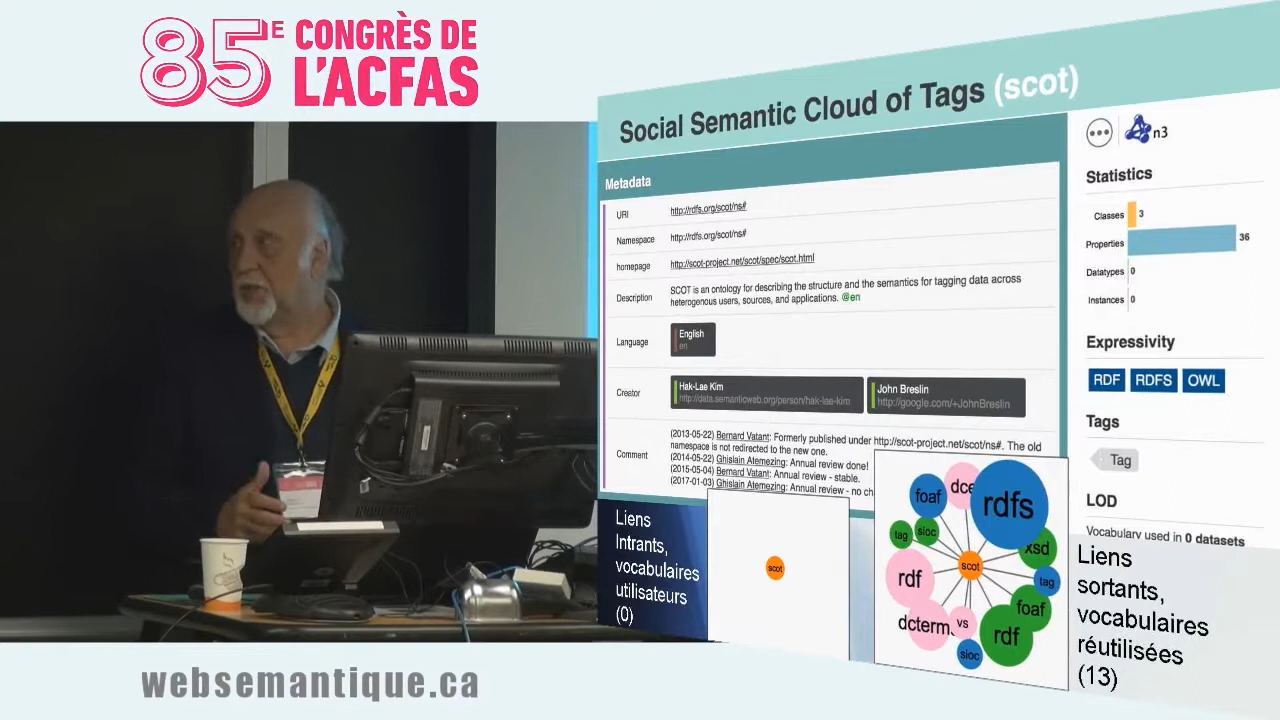 85E CONGRÈS DE
L'ACFAS
Social Semantic Cloud of Tags (scot)
Metadata
URI http://rdfs.org/scot/ns#
Namespace http://rdfs.org/scot/ns#
homepage http://scot-project.net/scot/spec/scot.html
Description SCOT is an ontology for describing the structure and the semantics for tagging data across
heterogenous users, sources, and applications. @en
Language English
en
Creator Hak-Lae Kim
http://data.semanticweb.org/person/hak-lae-kim
John Breslin
http://google.com/+JohnBreslin
Comment (2013-05-22) Bernard Vatant: Formerly published under http://scot-project.net/scot/ns#. The old
namespace is not redirected to the new one.
(2014-05-22) Ghislain Atemezing: Annual review done!
(2015-05-04) Bernard Vatant: Annual review - stable.
(2017-01-03) Ghislain Atemezing: Annual review - no
n3
Statistics
Classes 3
Properties 36
Datatypes 0
Instances 0
Expressivity
RDF RDFS OWL
Tags
Tag
LOD
Vocabulary used in 0 datasets
Liens
Intrants,
vocabulaires
utilisateurs
(0)
scot
foaf
dce
rdfs
tag
sioc
xsd
scot
rdf
tag
foaf
dcterm
vs
rdf
sioc
Liens
sortants,
vocabulaires
réutilisées
(13)
websemantique.ca